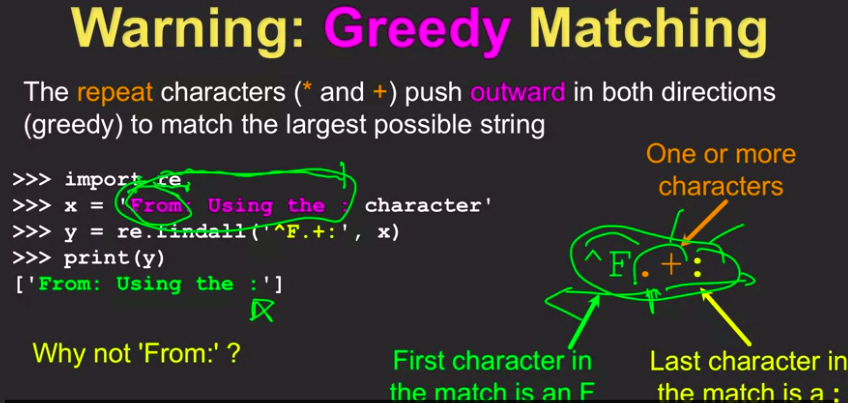 Warning: Greedy Matching
The repeat characters (* and +) push outward in both directions
(greedy) to match the largest possible string
One or more
characters
>>> import re
>>> x = 'From: Using the : character'
>>> y = re.findall('^F.+:', x)
>>> print(y)
['From: Using the :']
^F.+:
Why not 'From:' ?
First character in
the match is an F
Last character in
the match is a :